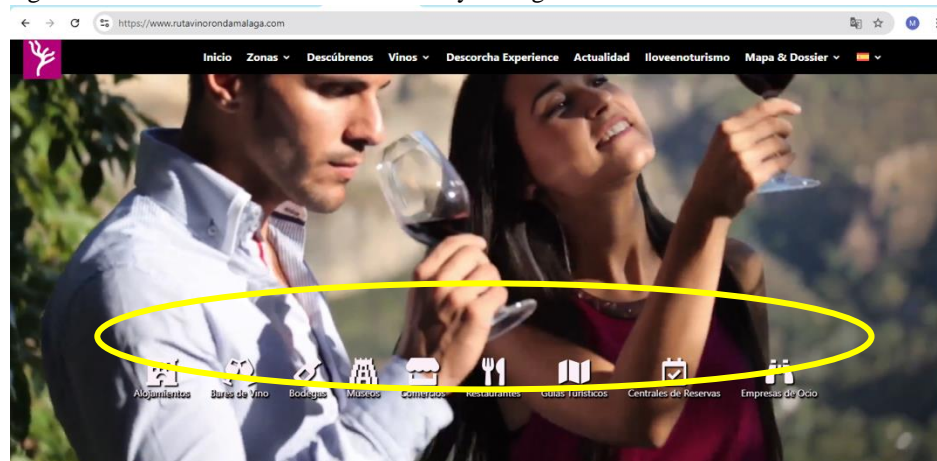 https://www.rutavinorondamalaga.com
M
Inicio Zonas Descúbrenos Vinos Descorcha Experience Actualidad Iloveenoturismo Mapa & Dossier
Alojamientos Bares de Vino Bodegas Museos Comercios Restaurantes Guías Turísticos Centrales de Reservas Empresas de Ocio